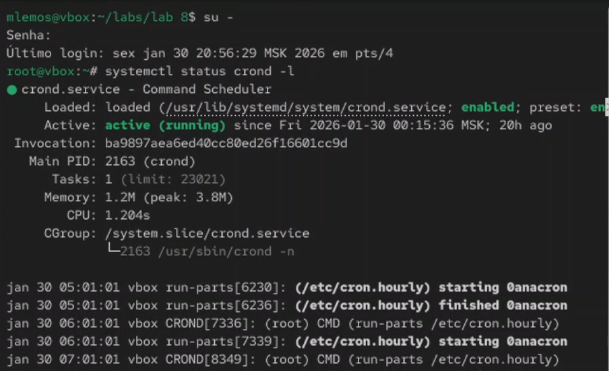 mlemos@vbox:~/labs/lab 8$ su -
Senha:
Último login: sex jan 30 20:56:29 MSK 2026 em pts/4
root@vbox:~# systemctl status crond -l
● crond.service - Command Scheduler
Loaded: loaded (/usr/lib/systemd/system/crond.service; enabled; preset: en
Active: active (running) since Fri 2026-01-30 00:15:36 MSK; 20h ago
Invocation: ba9897aea6ed40cc80ed26f16601cc9d
Main PID: 2163 (crond)
Tasks: 1 (limit: 23021)
Memory: 1.2M (peak: 3.8M)
CPU: 1.204s
CGroup: /system.slice/crond.service
└─2163 /usr/sbin/crond -n
jan 30 05:01:01 vbox run-parts[6230]: (/etc/cron.hourly) starting 0anacron
jan 30 05:01:01 vbox run-parts[6236]: (/etc/cron.hourly) finished 0anacron
jan 30 06:01:01 vbox CROND[7336]: (root) CMD (run-parts /etc/cron.hourly)
jan 30 06:01:01 vbox run-parts[7339]: (/etc/cron.hourly) starting 0anacron
jan 30 07:01:01 vbox CROND[8349]: (root) CMD (run-parts /etc/cron.hourly)